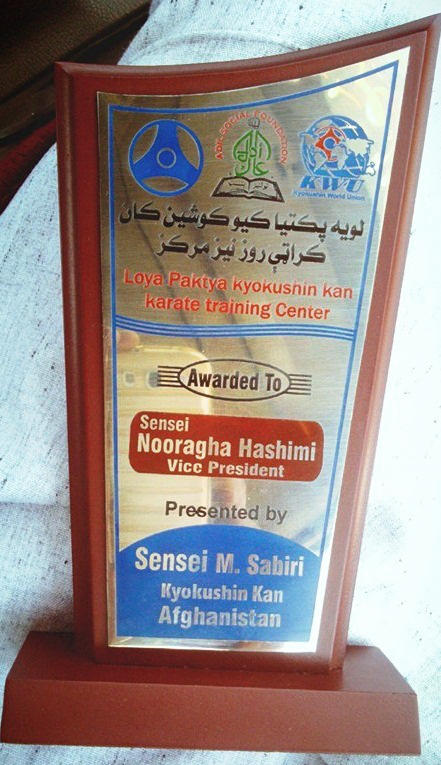 ADIL SOCIAL FOUNDATION
KWU
Kyokushin World Union
لویه پکتیا کیوکوشین کان
کراټې روزنیز مرکز
Loya Paktya kyokushin kan
karate training Center
Awarded To
Sensei
Nooragha Hashimi
Vice President
Presented by
Sensei M. Sabiri
Kyokushin Kan
Afghanistan